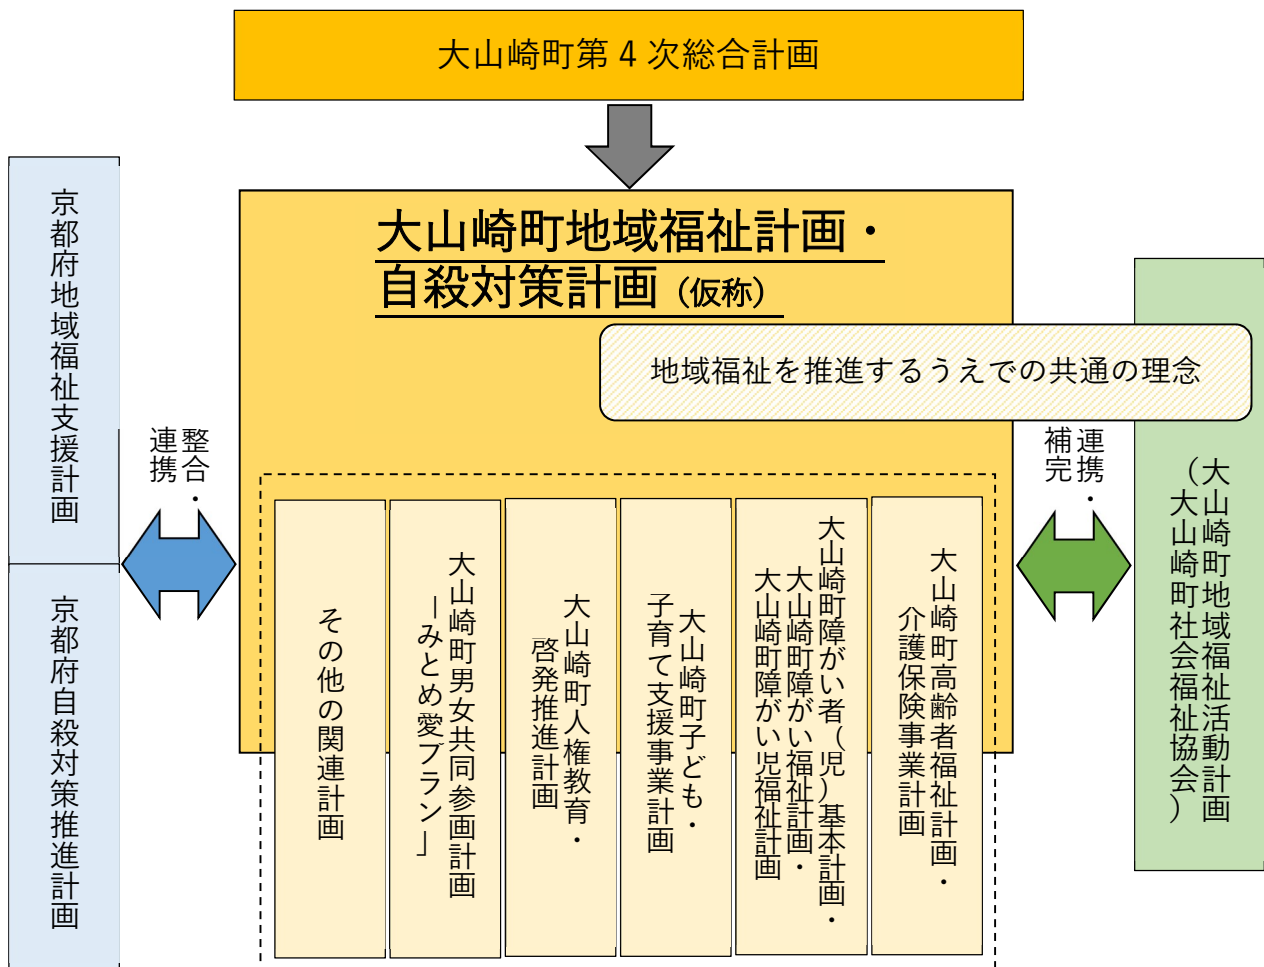 大山崎町第４次総合計画
大山崎町地域福祉計画・
自殺対策計画（仮称）
地域福祉を推進するうえでの共通の理念
京都府地域福祉支援計画
京都府自殺対策推進計画
整合・
連携
連携・
補完
大山崎町地域福祉活動計画
（大山崎町社会福祉協会）
大山崎町高齢者福祉計画・
介護保険事業計画
大山崎町障がい者（児）基本計画・
大山崎町障がい福祉計画・
大山崎町障がい児福祉計画
大山崎町子ども・
子育て支援事業計画
大山崎町人権教育・
啓発推進計画
大山崎町男女共同参画計画
―みとめ愛プラン」
その他の関連計画